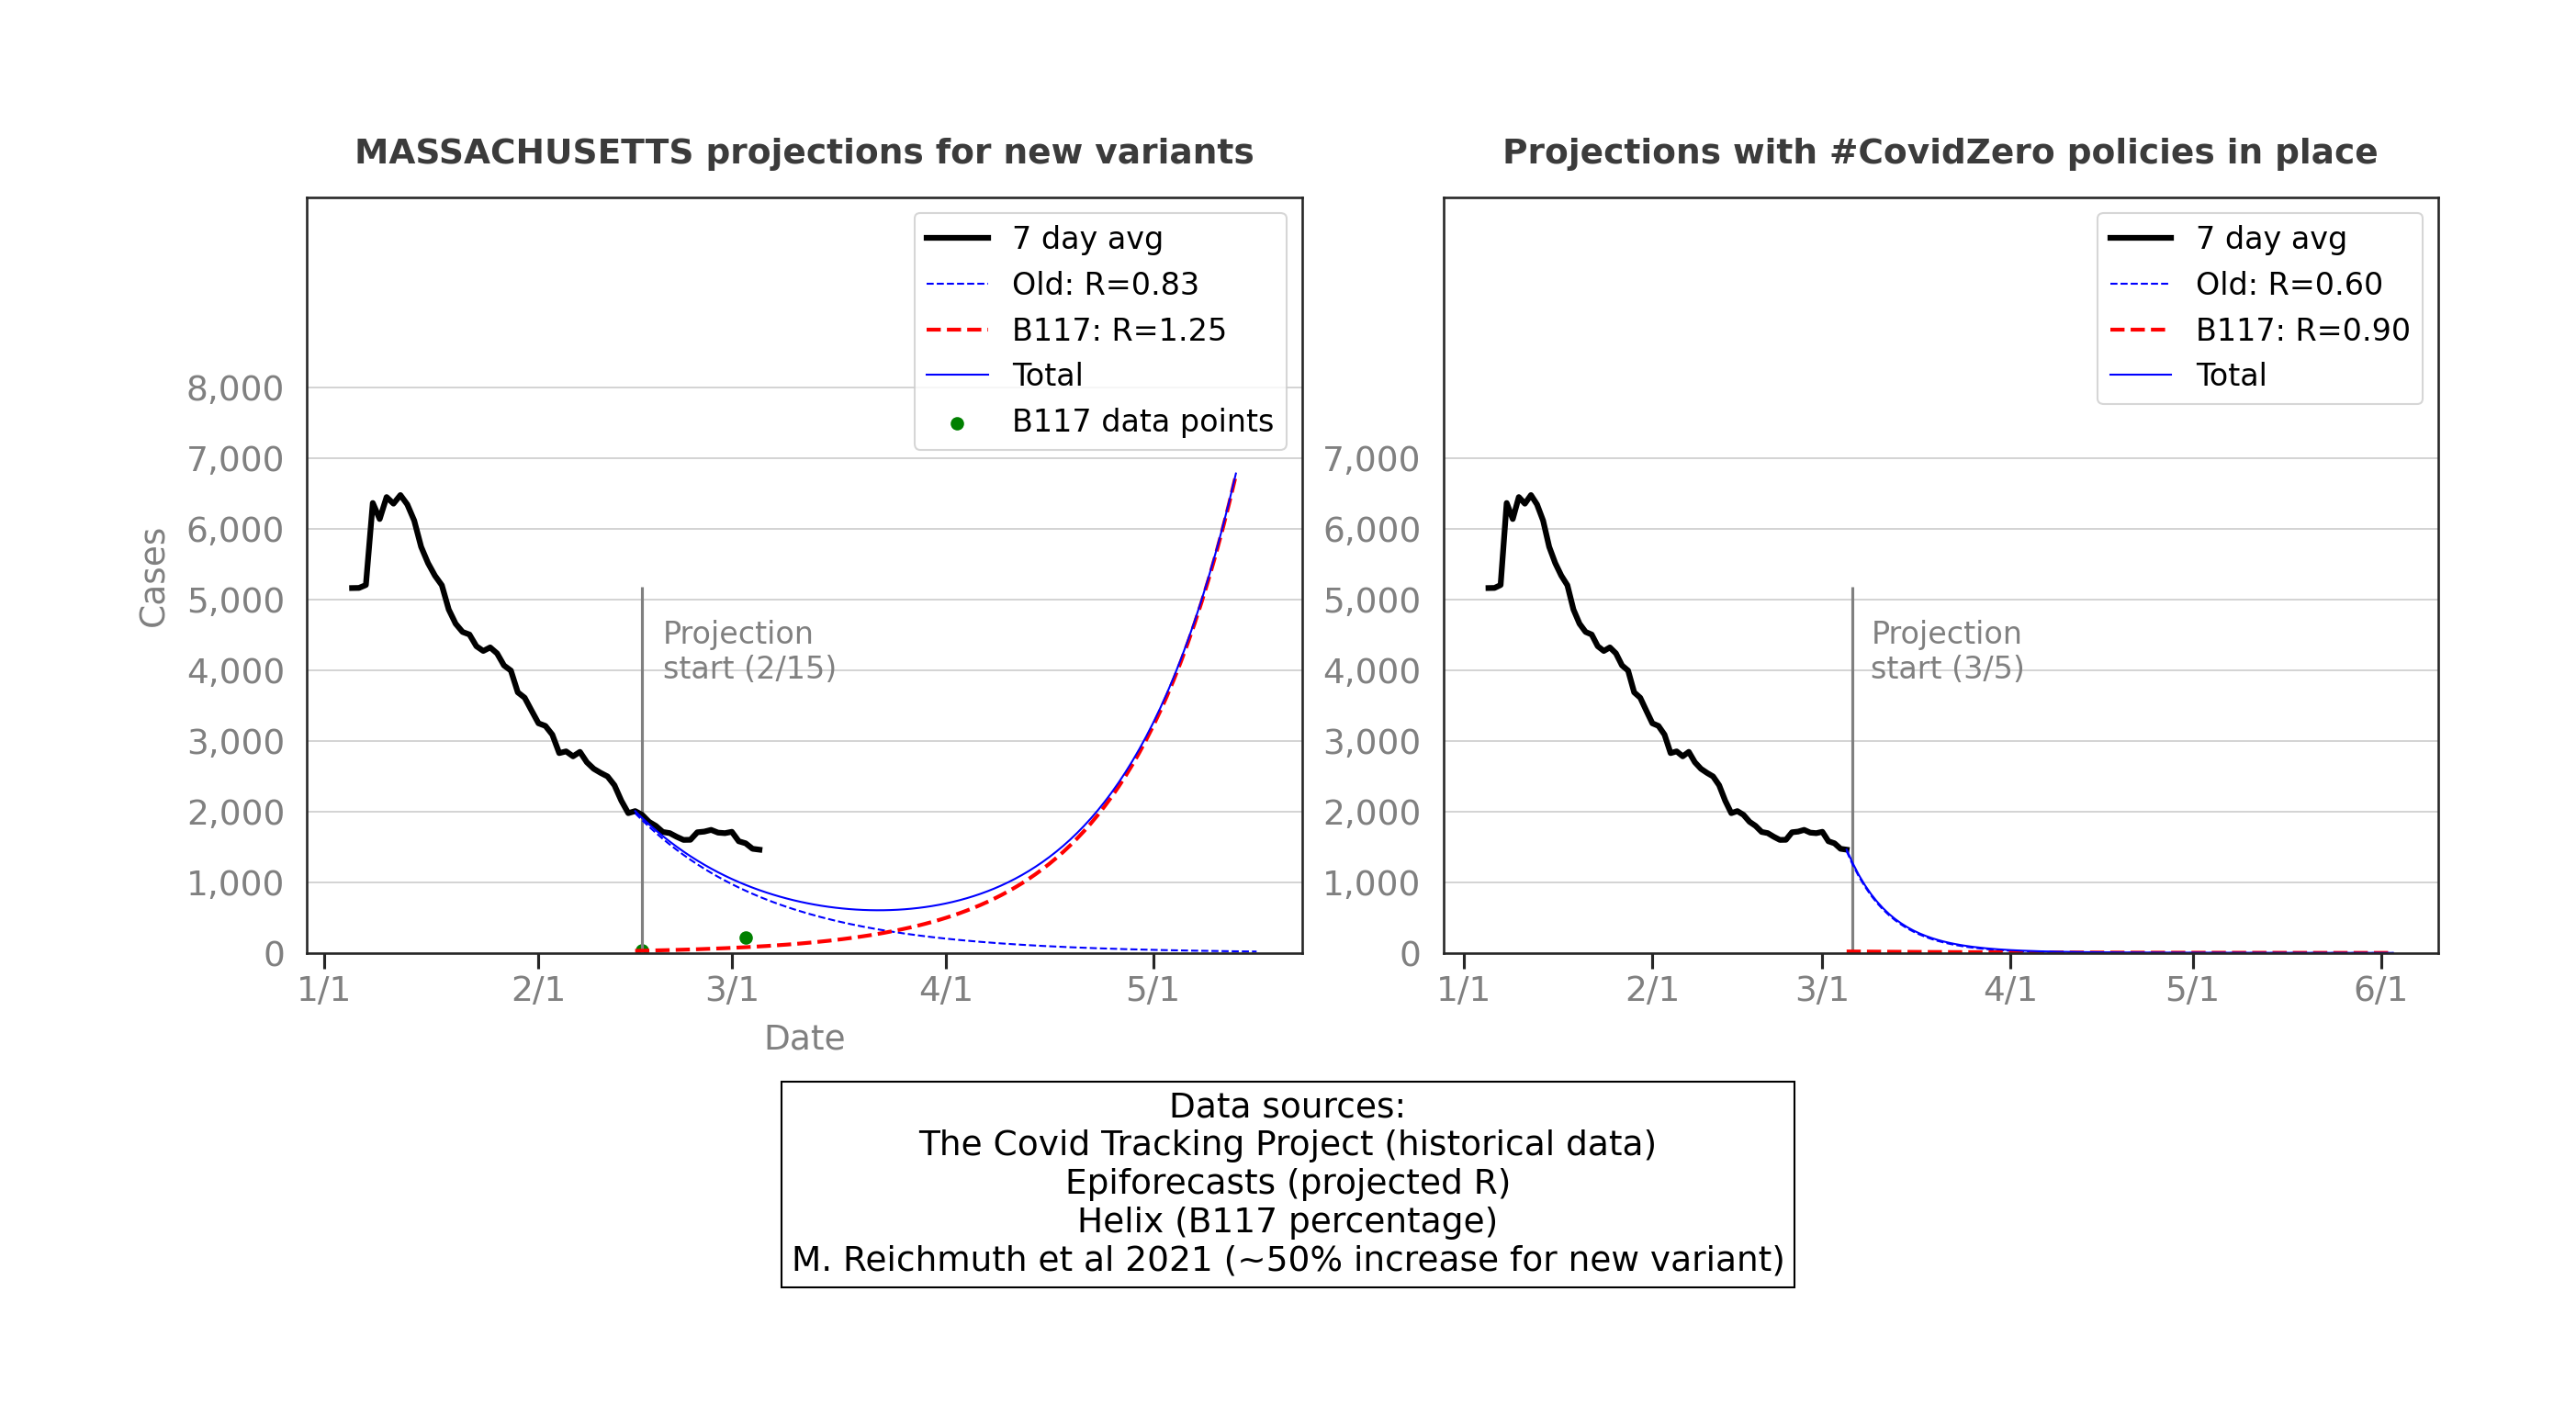 MASSACHUSETTS projections for new variants
7 day avg
Old: R=0.83
B117: R=1.25
Total
B117 data points
8,000
7,000
6,000
5,000
4,000
3,000
2,000
1,000
0
Cases
Projection
start (2/15)
1/1
2/1
3/1
4/1
5/1
Date
Projections with #CovidZero policies in place
7 day avg
Old: R=0.60
B117: R=0.90
Total
7,000
6,000
5,000
4,000
3,000
2,000
1,000
0
Projection
start (3/5)
1/1
2/1
3/1
4/1
5/1
6/1
Data sources:
The Covid Tracking Project (historical data)
Epiforecasts (projected R)
Helix (B117 percentage)
M. Reichmuth et al 2021 (~50% increase for new variant)